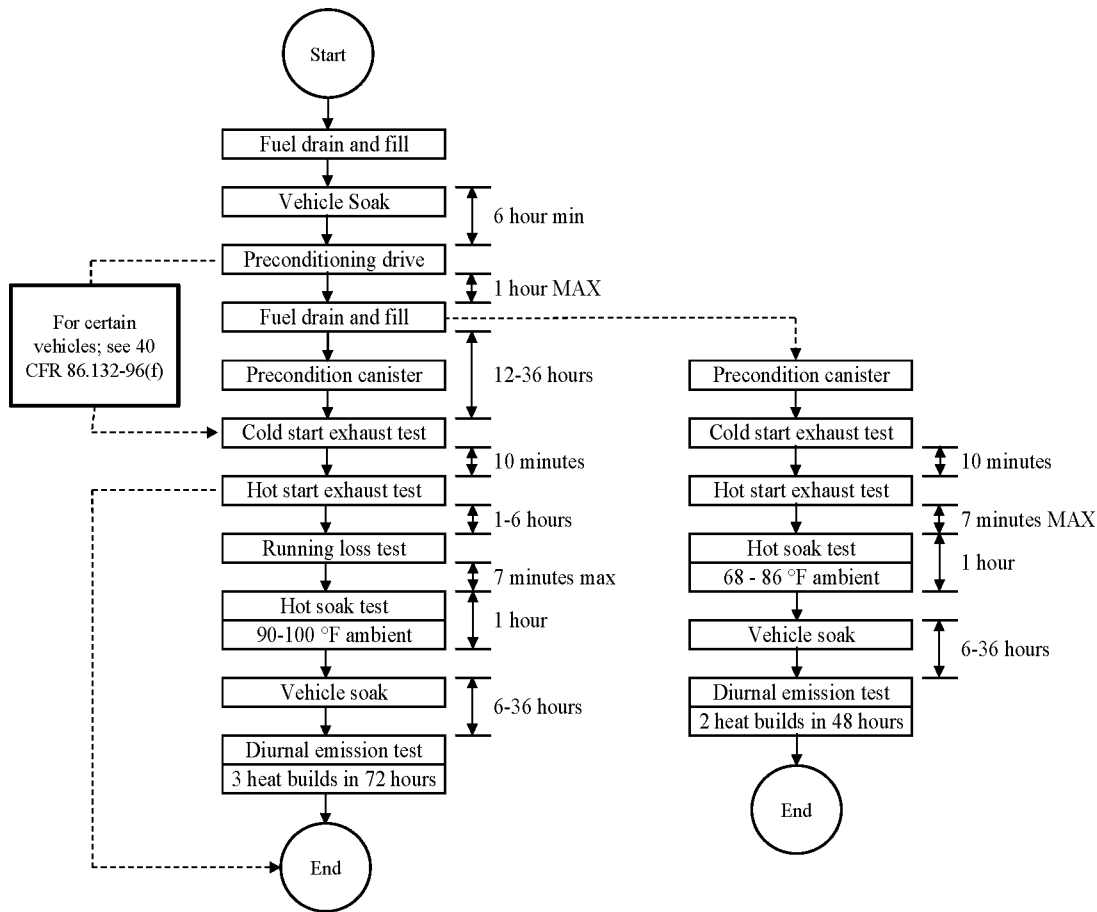 Start
Fuel drain and fill
Vehicle Soak
6 hour min
Preconditioning drive
1 hour MAX
For certain
vehicles; see 40
CFR 86.132-96(f)
Fuel drain and fill
12-36 hours
Precondition canister
Cold start exhaust test
10 minutes
Hot start exhaust test
1-6 hours
Running loss test
7 minutes max
Hot soak test
90-100 °F ambient
1 hour
Vehicle soak
6-36 hours
Diurnal emission test
3 heat builds in 72 hours
End
Precondition canister
Cold start exhaust test
10 minutes
Hot start exhaust test
7 minutes MAX
Hot soak test
68 - 86 °F ambient
1 hour
Vehicle soak
6-36 hours
Diurnal emission test
2 heat builds in 48 hours
End